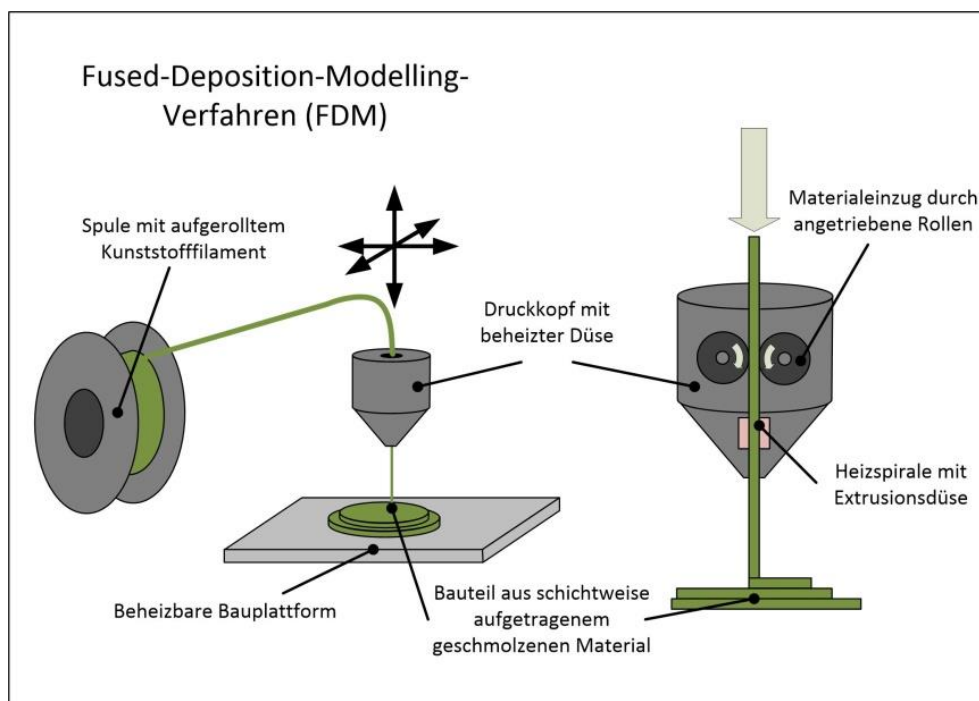 Fused-Deposition-Modelling-
Verfahren (FDM)
Spule mit aufgerolltem
Kunststofffilament
Materialeinzug durch
angetriebene Rollen
Druckkopf mit
beheizter Düse
Heizspirale mit
Extrusionsdüse
Beheizbare Bauplattform
Bauteil aus schichtweise
aufgetragenem
geschmolzenen Material